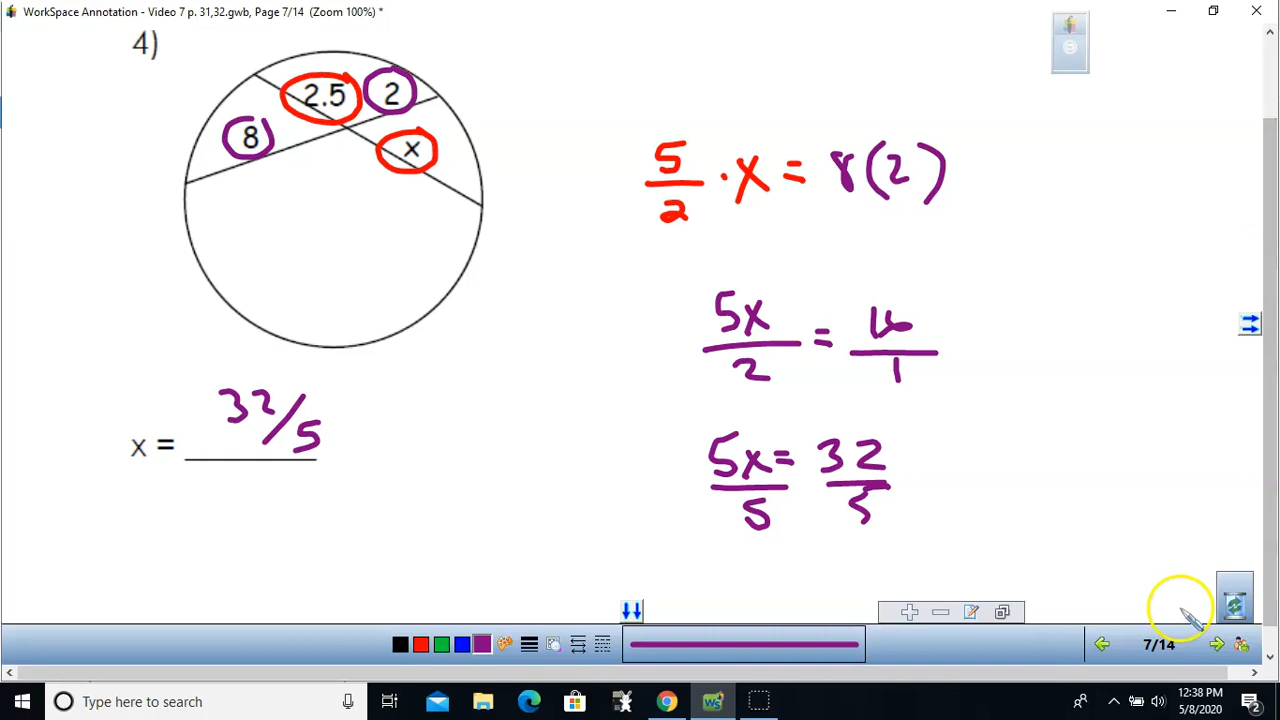 WorkSpace Annotation - Video 7 p. 31,32.gwb, Page 7/14 (Zoom 100%) *
4)
2.5
2
8
x
5/2 · x = 8(2)
5x/2 = 16/1
5x/5 = 32/5
x = 32/5
7/14
Type here to search
12:38 PM
5/8/2020
2